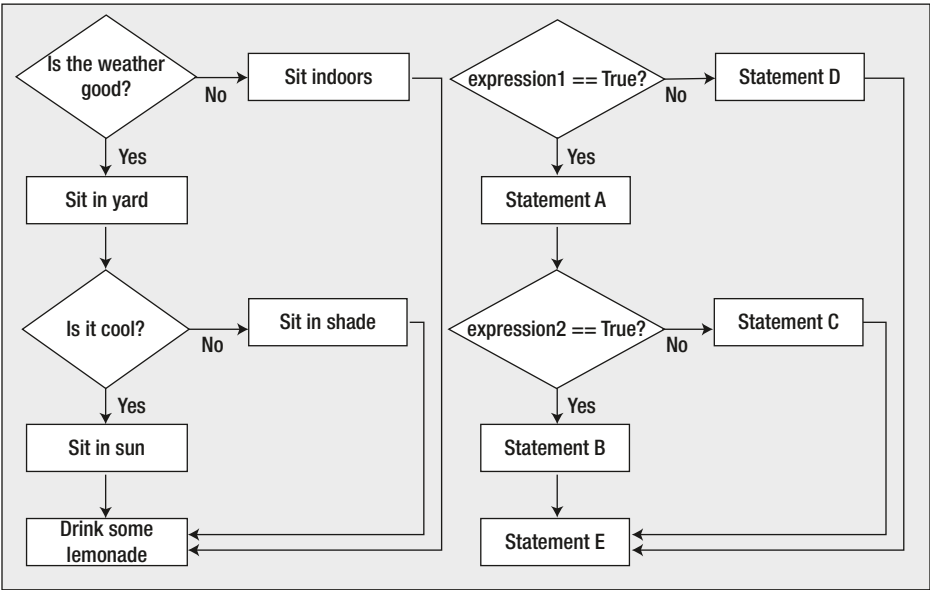 Is the weather
good?
No
Sit indoors
Yes
Sit in yard
Is it cool?
No
Sit in shade
Yes
Sit in sun
Drink some
lemonade
expression1 == True?
No
Statement D
Yes
Statement A
expression2 == True?
No
Statement C
Yes
Statement B
Statement E